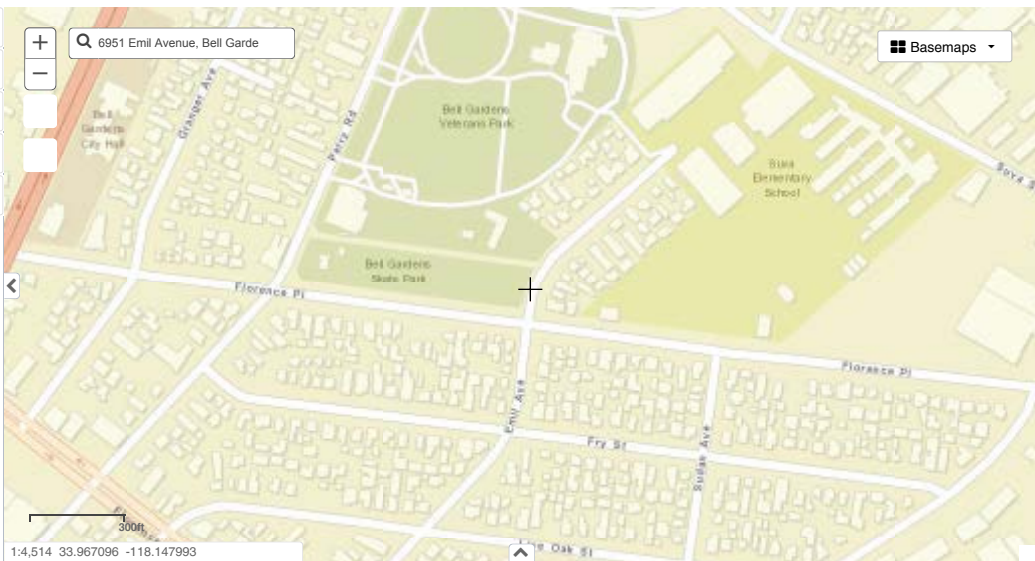 +
6951 Emil Avenue, Bell Garde
Basemaps
−
Bell
Gardens
City Hall
Granger Ave
Perry Rd
Bell Gardens
Veterans Park
Suva
Elementary
School
Suva S
Bell Gardens
Skate Park
Florence Pl
Florence Pl
Emil Ave
Fry St
Sudan Ave
300ft
Live Oak St
1:4,514 33.967096 -118.147993